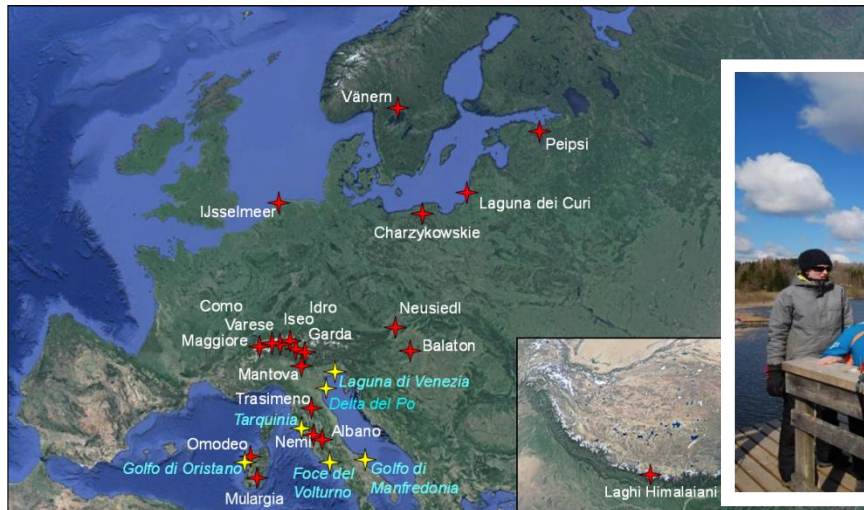 Vänern
Peipsi
Laguna dei Curi
IJsselmeer
Charzykowskie
Como
Idro
Varese
Iseo
Neusiedl
Maggiore
Garda
Balaton
Mantova
Laguna di Venezia
Trasimeno
Delta del Po
Tarquinia
Nemi
Albano
Omodeo
Golfo di Oristano
Foce del
Volturno
Golfo di
Manfredonia
Mulargia
Laghi Himalaiani